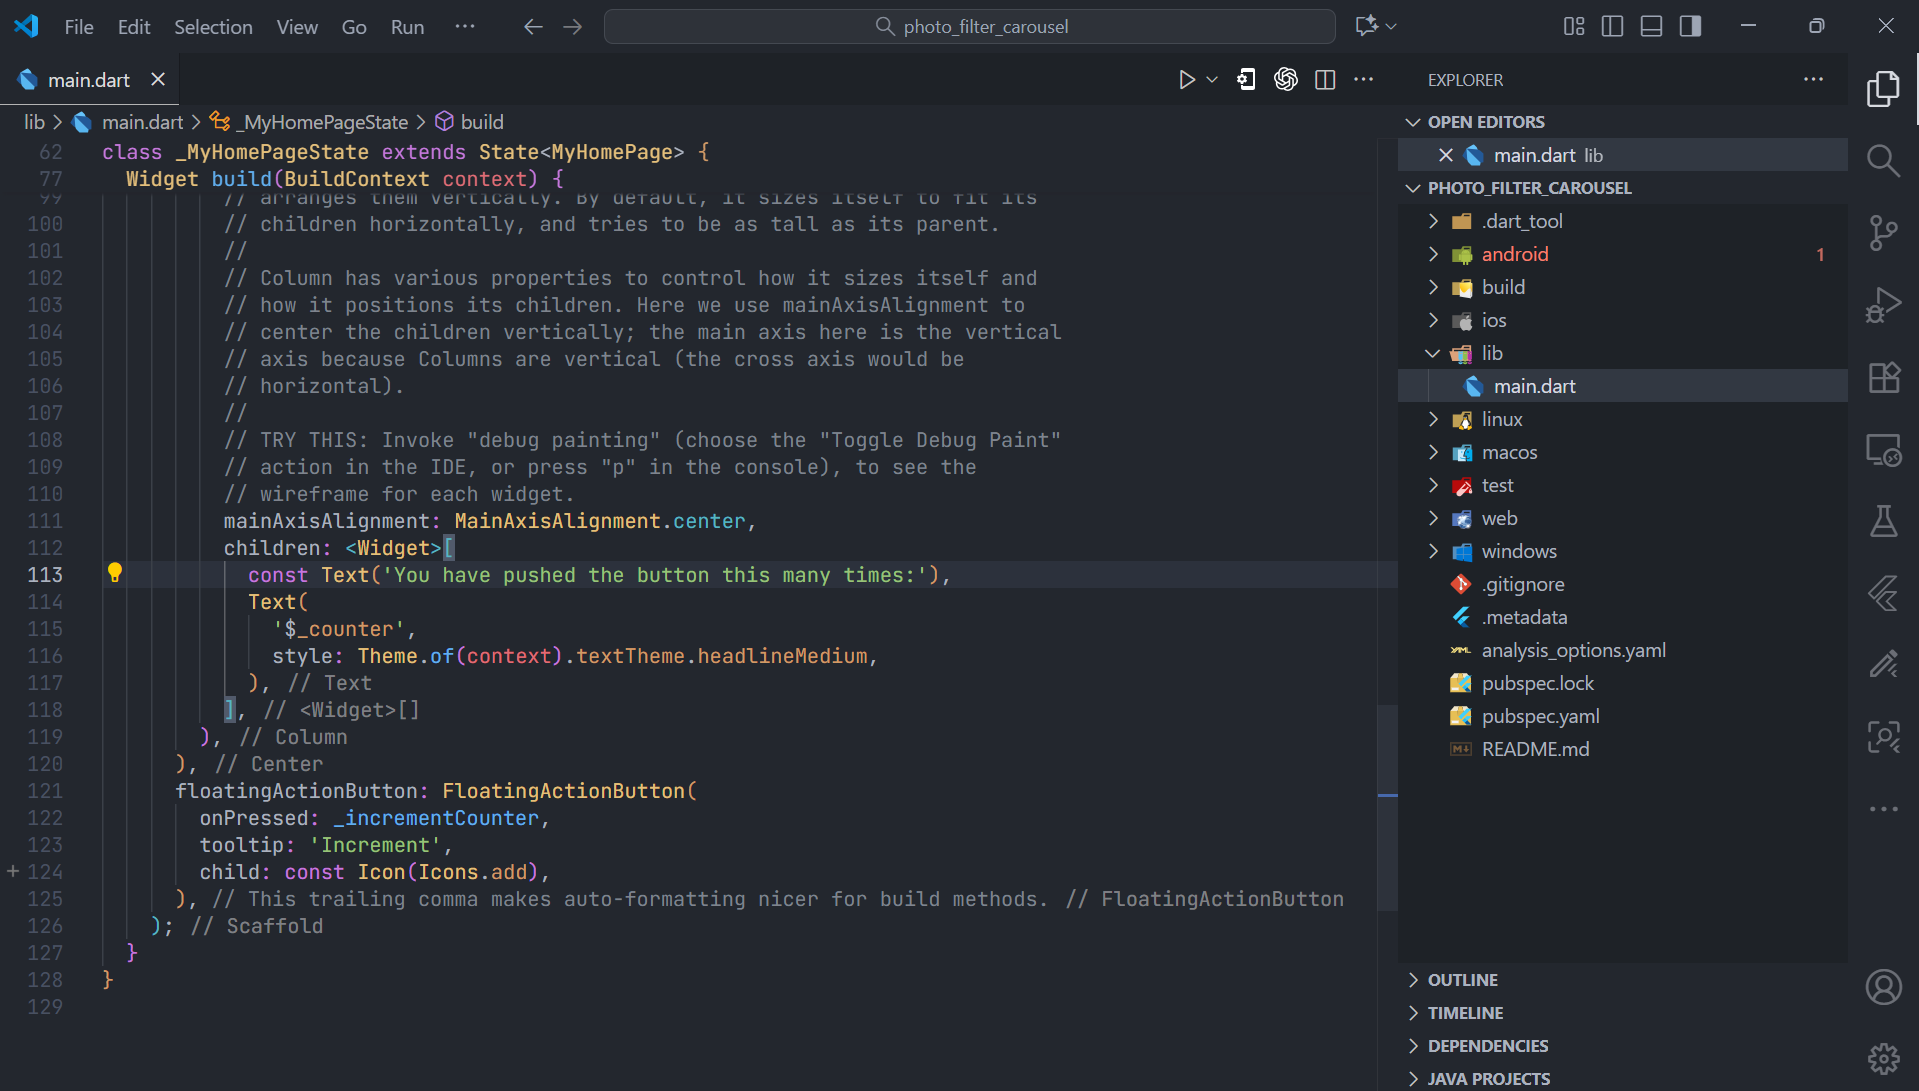 File Edit Selection View Go Run ··· photo_filter_carousel
main.dart
lib > main.dart > _MyHomePageState > build
62 class _MyHomePageState extends State<MyHomePage> {
77 Widget build(BuildContext context) {
99 // arranges them vertically. By default, it sizes itself to fit its
100 // children horizontally, and tries to be as tall as its parent.
101 //
102 // Column has various properties to control how it sizes itself and
103 // how it positions its children. Here we use mainAxisAlignment to
104 // center the children vertically; the main axis here is the vertical
105 // axis because Columns are vertical (the cross axis would be
106 // horizontal).
107 //
108 // TRY THIS: Invoke "debug painting" (choose the "Toggle Debug Paint"
109 // action in the IDE, or press "p" in the console), to see the
110 // wireframe for each widget.
111 mainAxisAlignment: MainAxisAlignment.center,
112 children: <Widget>[
113 const Text('You have pushed the button this many times:'),
114 Text(
115 '$_counter',
116 style: Theme.of(context).textTheme.headlineMedium,
117 ), // Text
118 ], // <Widget>[]
119 ), // Column
120 ), // Center
121 floatingActionButton: FloatingActionButton(
122 onPressed: _incrementCounter,
123 tooltip: 'Increment',
+ 124 child: const Icon(Icons.add),
125 ), // This trailing comma makes auto-formatting nicer for build methods. // FloatingActionButton
126 ); // Scaffold
127 }
128 }
129
EXPLORER ···
OPEN EDITORS
main.dart lib
PHOTO_FILTER_CAROUSEL
.dart_tool
android 1
build
ios
lib
main.dart
linux
macos
test
web
windows
.gitignore
.metadata
analysis_options.yaml
pubspec.lock
pubspec.yaml
README.md
OUTLINE
TIMELINE
DEPENDENCIES
JAVA PROJECTS